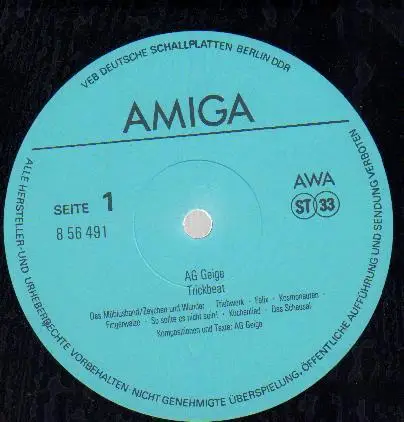 VEB DEUTSCHE SCHALLPLATTEN BERLIN DDR
AMIGA
SEITE 1
8 56 491
AWA
ST 33
AG Geige
Trickbeat
Das Möbiusband/Zeichen und Wunder · Trickwerk · Felix · Kosmonauten ·
Fingerwalze · So sollte es nicht sein! · Küchenlied · Das Scheusal
Kompositionen und Texte: AG Geige
ALLE HERSTELLER- UND URHEBERRECHTE VORBEHALTEN · NICHT GENEHMIGTE ÜBERSPIELUNG, ÖFFENTLICHE AUFFÜHRUNG UND SENDUNG VERBOTEN